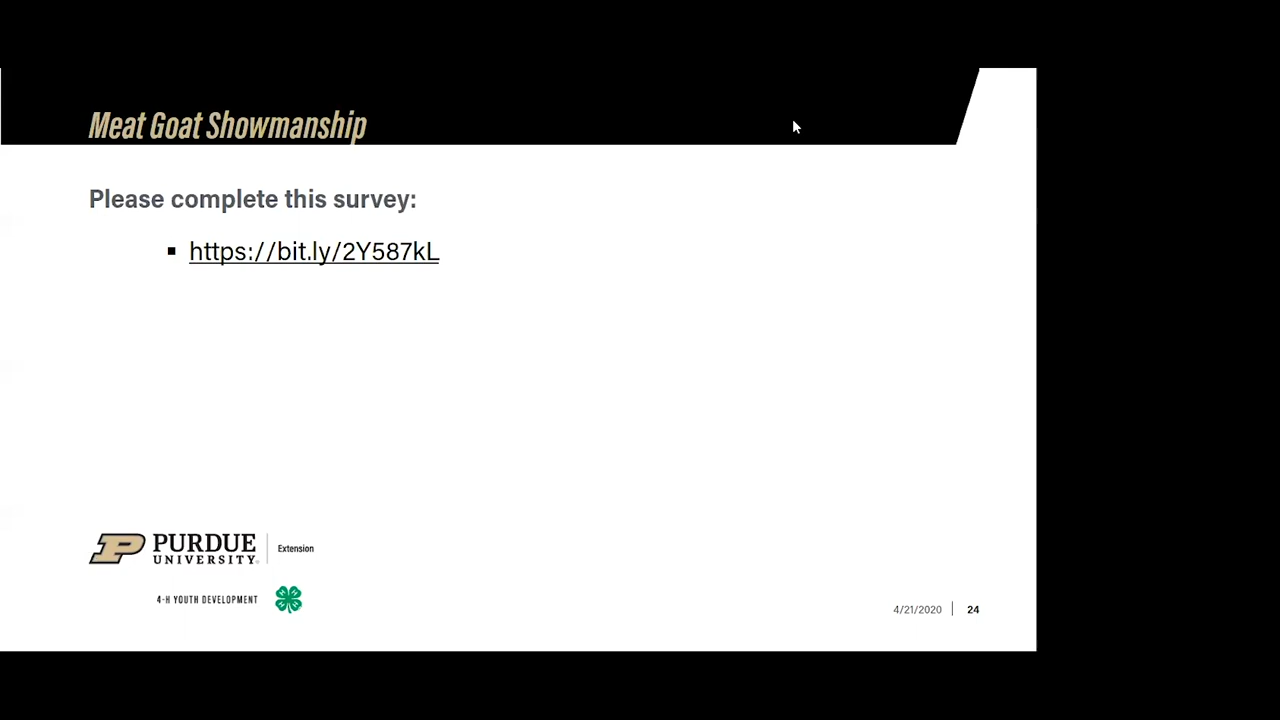 Meat Goat Showmanship
Please complete this survey:
▪ https://bit.ly/2Y587kL
PURDUE UNIVERSITY. | Extension
4-H YOUTH DEVELOPMENT
4/21/2020 | 24